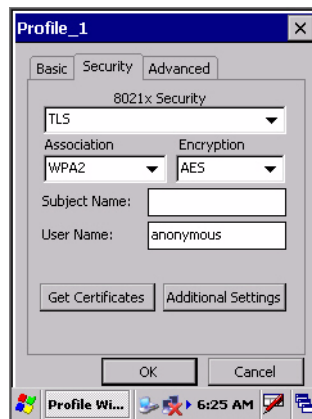 Profile_1
Basic Security Advanced
8021x Security
TLS
Association Encryption
WPA2 AES
Subject Name:
User Name: anonymous
Get Certificates Additional Settings
OK Cancel
Profile Wi... 6:25 AM